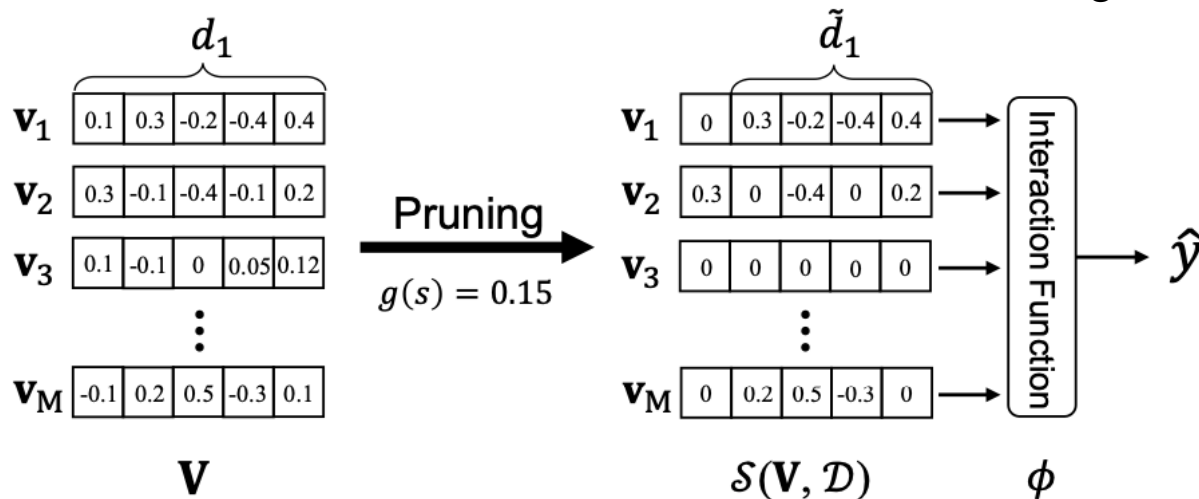 d₁
d̃₁
v₁ 0.1 0.3 -0.2 -0.4 0.4
v₁ 0 0.3 -0.2 -0.4 0.4
v₂ 0.3 -0.1 -0.4 -0.1 0.2
v₂ 0.3 0 -0.4 0 0.2
v₃ 0.1 -0.1 0 0.05 0.12
v₃ 0 0 0 0 0
⋮
⋮
v_M -0.1 0.2 0.5 -0.3 0.1
v_M 0 0.2 0.5 -0.3 0
Pruning
g(s) = 0.15
Interaction Function
ŷ
V
𝒮(V, 𝒟)
ϕ